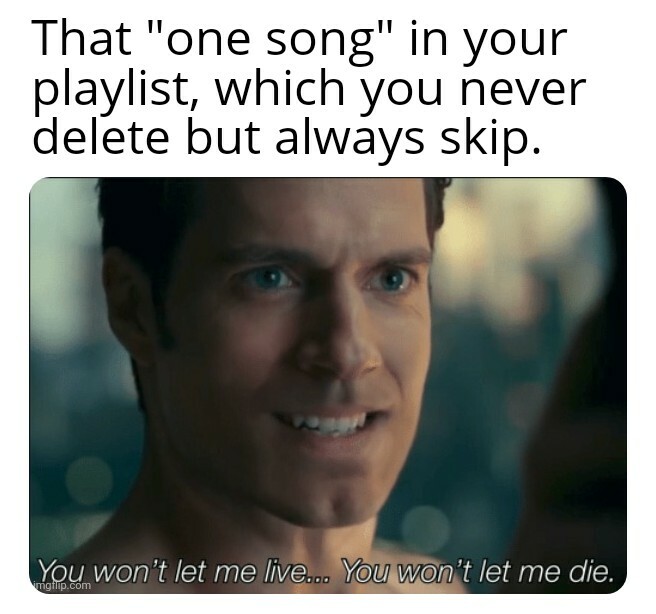 That "one song" in your
playlist, which you never
delete but always skip.
You won't let me live... You won't let me die.
imgflip.com